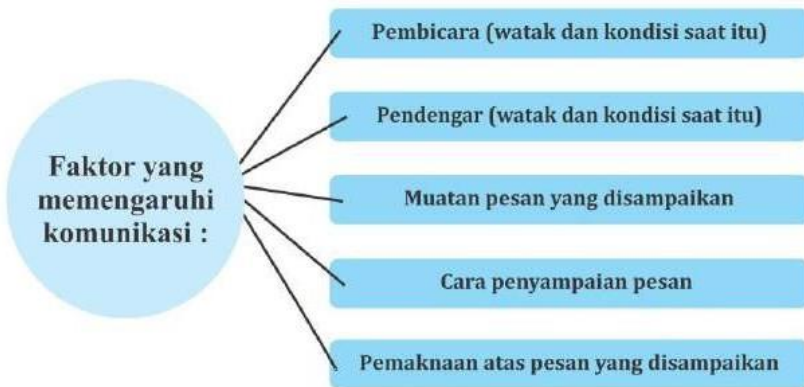 Faktor yang
memengaruhi
komunikasi :
Pembicara (watak dan kondisi saat itu)
Pendengar (watak dan kondisi saat itu)
Muatan pesan yang disampaikan
Cara penyampaian pesan
Pemaknaan atas pesan yang disampaikan